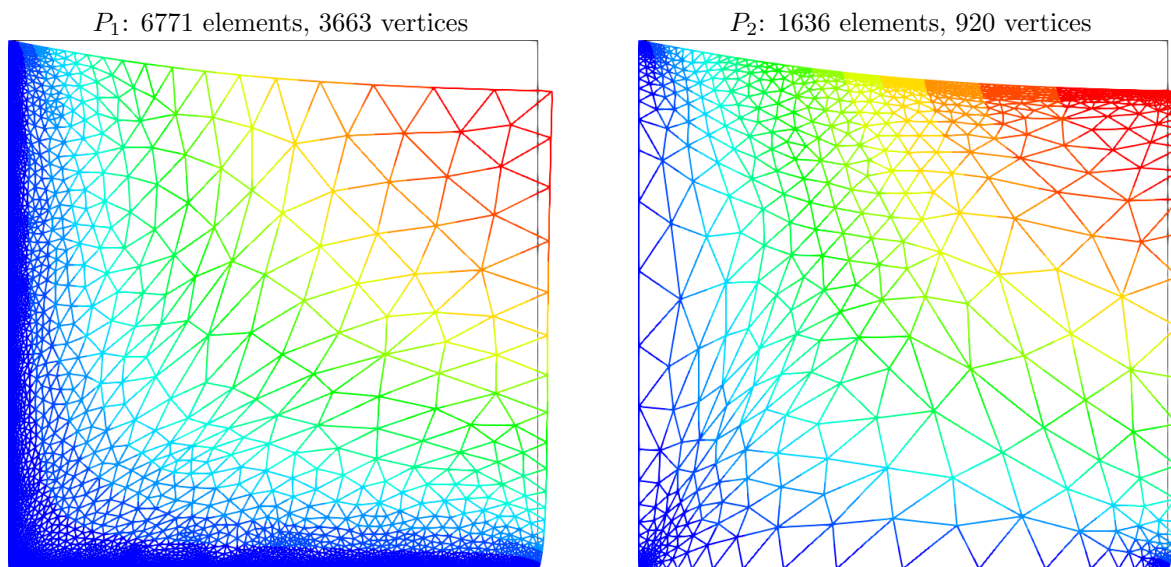 P₁: 6771 elements, 3663 vertices
P₂: 1636 elements, 920 vertices